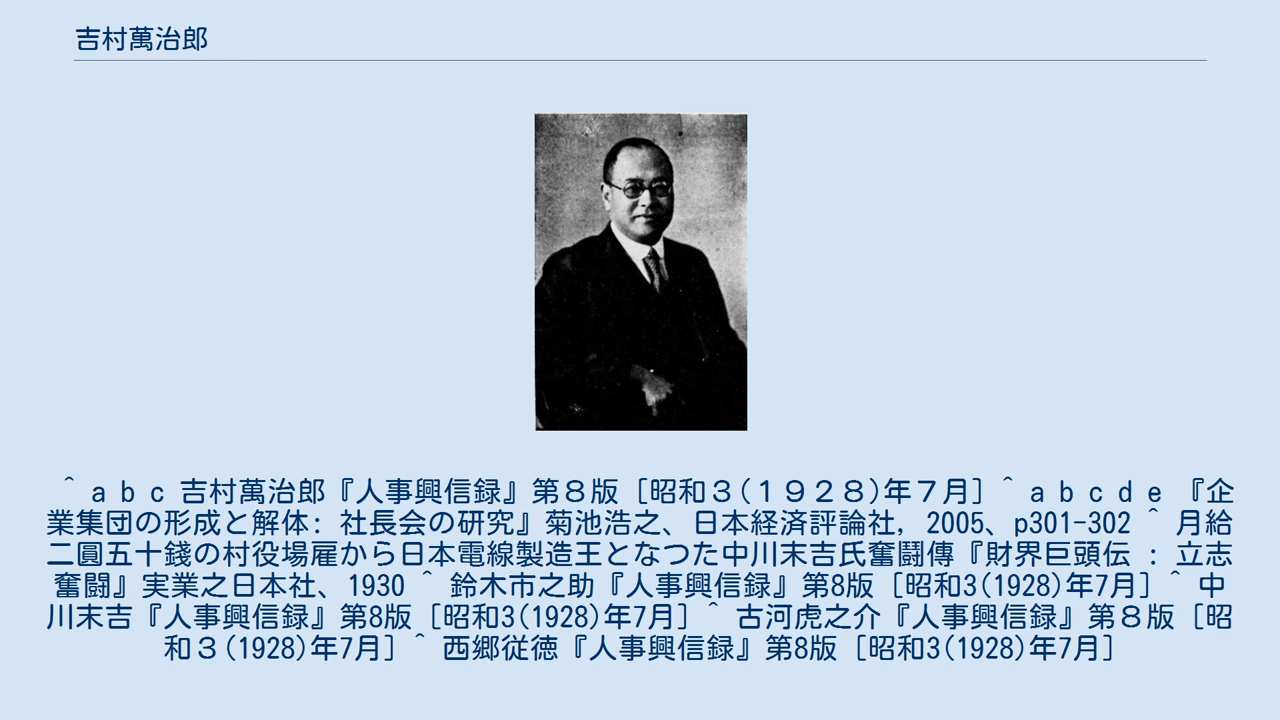 吉村萬治郎
^ a b c 吉村萬治郎『人事興信録』第８版［昭和３(１９２８)年７月］^ a b c d e 『企
業集団の形成と解体: 社長会の研究』菊池浩之、日本経済評論社, 2005、p301-302 ^ 月給
二圓五十錢の村役場雇から日本電線製造王となつた中川末吉氏奮鬪傳『財界巨頭伝 : 立志
奮闘』実業之日本社、1930 ^ 鈴木市之助『人事興信録』第8版［昭和3(1928)年7月］^ 中
川末吉『人事興信録』第8版［昭和3(1928)年7月］^ 古河虎之介『人事興信録』第８版［昭
和３(1928)年7月］^ 西郷従徳『人事興信録』第8版［昭和3(1928)年7月］